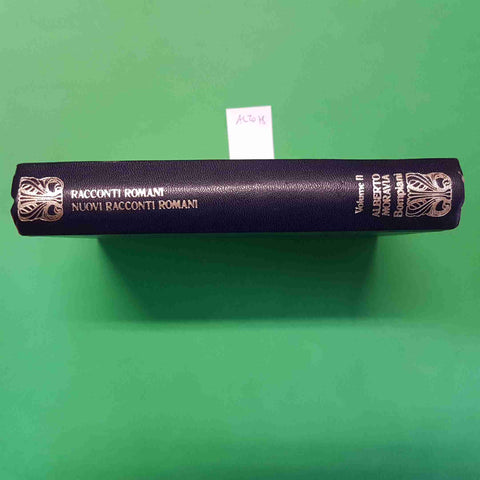 RACCONTI ROMANI
NUOVI RACCONTI ROMANI
Volume II
ALBERTO
MORAVIA
Bompiani